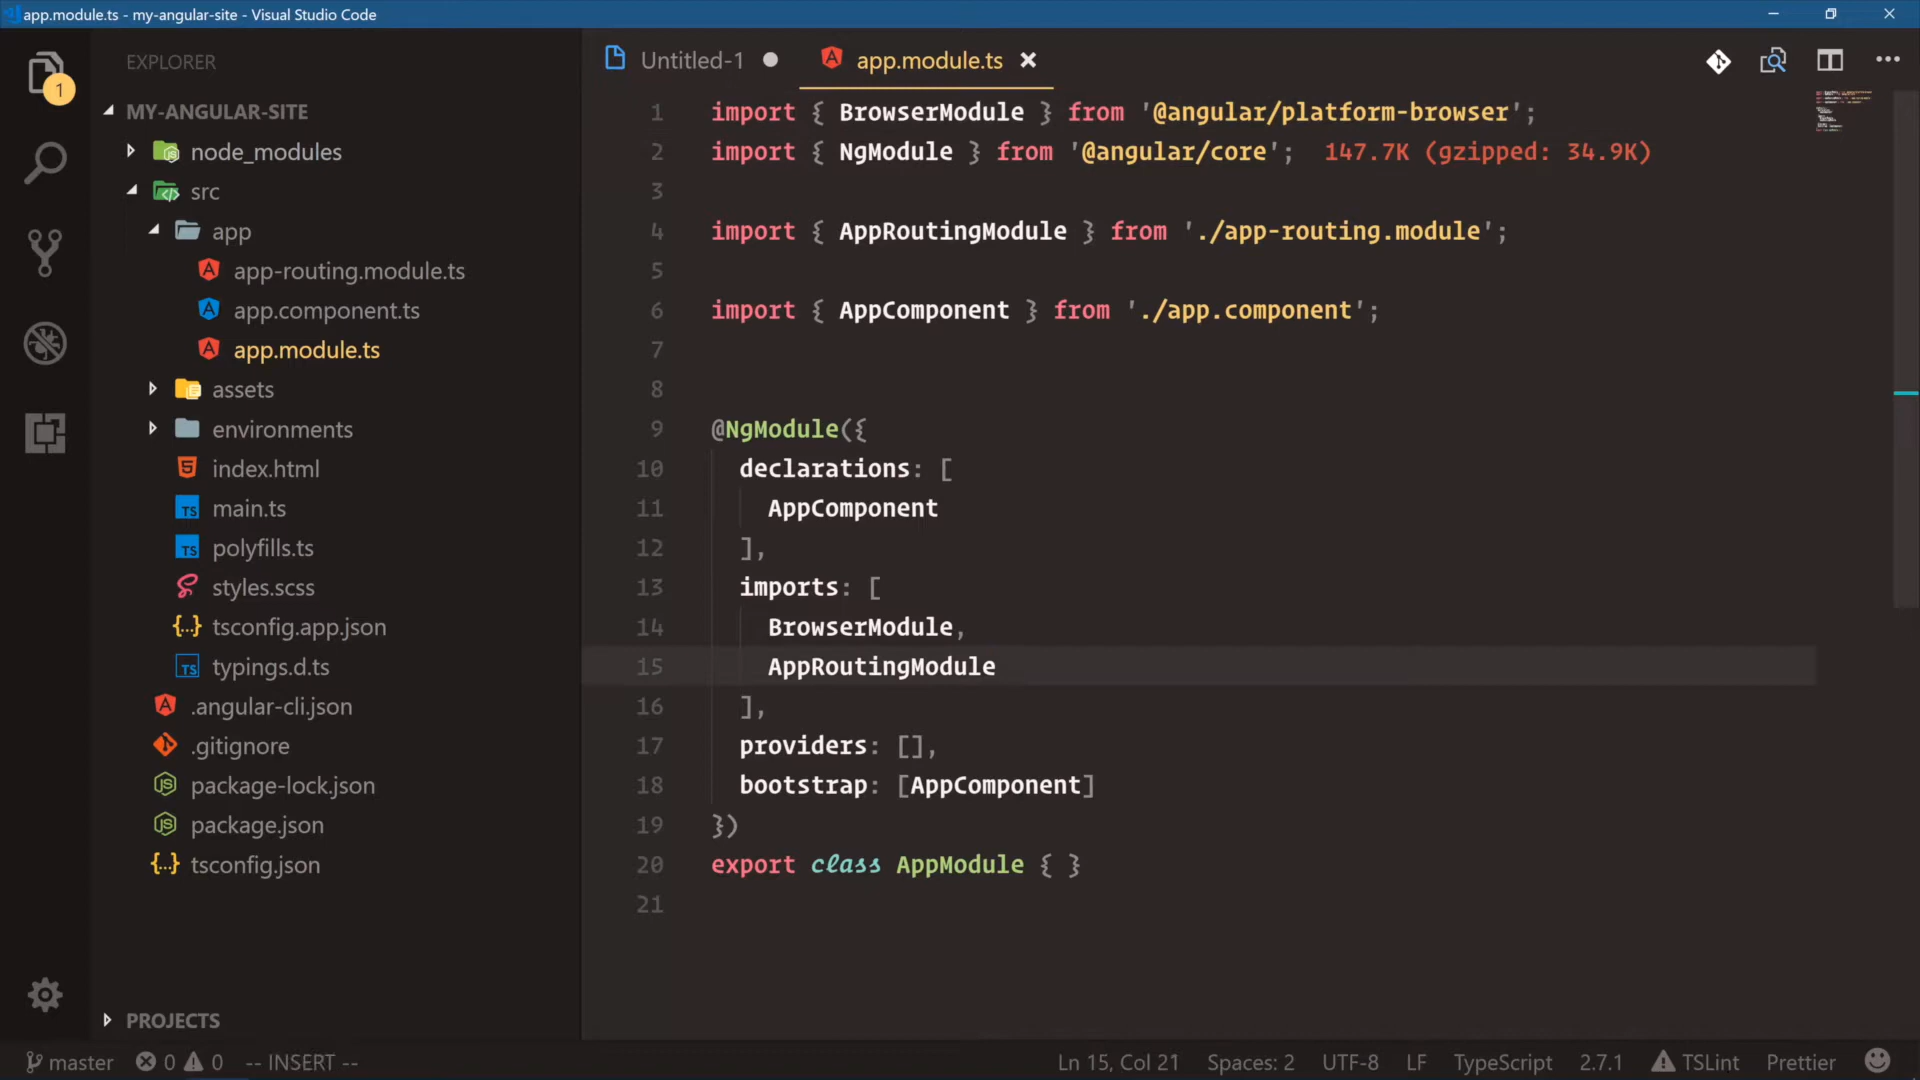 app.module.ts - my-angular-site - Visual Studio Code
EXPLORER
1
MY-ANGULAR-SITE
node_modules
src
app
app-routing.module.ts
app.component.ts
app.module.ts
assets
environments
index.html
main.ts
polyfills.ts
styles.scss
tsconfig.app.json
typings.d.ts
.angular-cli.json
.gitignore
package-lock.json
package.json
tsconfig.json
PROJECTS
Untitled-1 app.module.ts
1 import { BrowserModule } from '@angular/platform-browser';
2 import { NgModule } from '@angular/core'; 147.7K (gzipped: 34.9K)
3
4 import { AppRoutingModule } from './app-routing.module';
5
6 import { AppComponent } from './app.component';
7
8
9 @NgModule({
10 declarations: [
11 AppComponent
12 ],
13 imports: [
14 BrowserModule,
15 AppRoutingModule
16 ],
17 providers: [],
18 bootstrap: [AppComponent]
19 })
20 export class AppModule { }
21
master 0 0 -- INSERT -- Ln 15, Col 21 Spaces: 2 UTF-8 LF TypeScript 2.7.1 TSLint Prettier